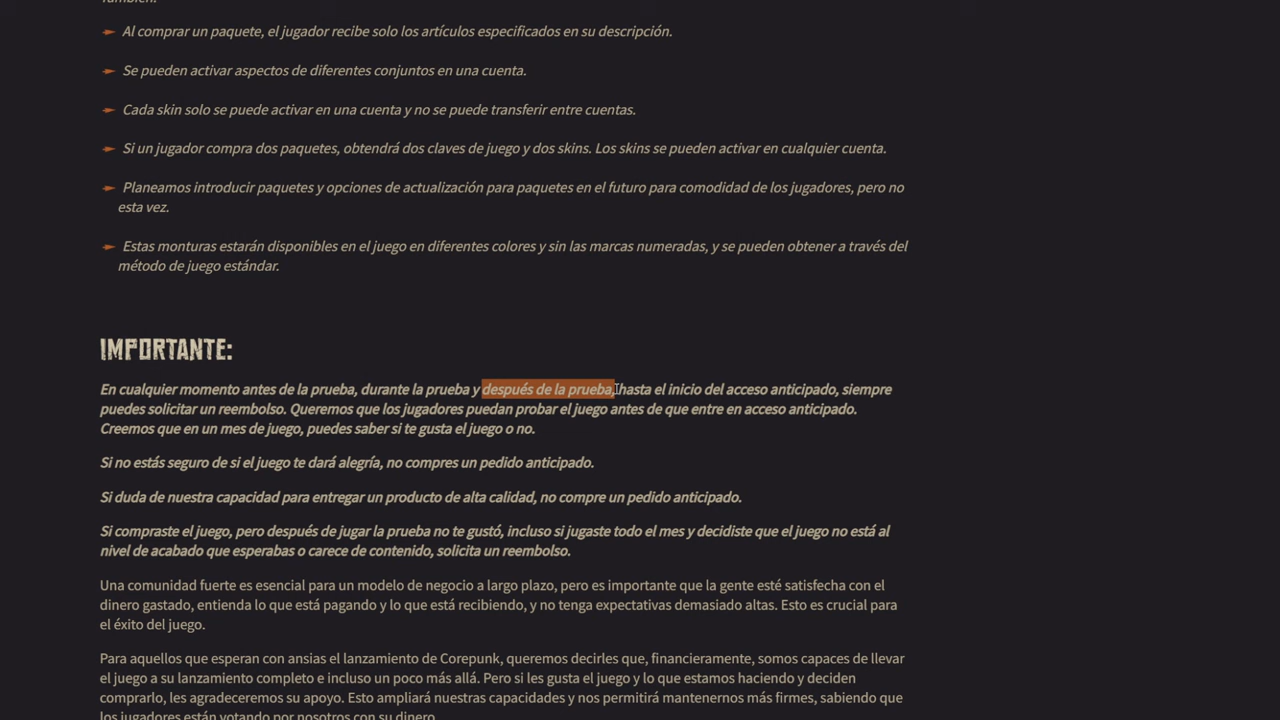 También:
Al comprar un paquete, el jugador recibe solo los artículos especificados en su descripción.
Se pueden activar aspectos de diferentes conjuntos en una cuenta.
Cada skin solo se puede activar en una cuenta y no se puede transferir entre cuentas.
Si un jugador compra dos paquetes, obtendrá dos claves de juego y dos skins. Los skins se pueden activar en cualquier cuenta.
Planeamos introducir paquetes y opciones de actualización para paquetes en el futuro para comodidad de los jugadores, pero no
esta vez.
Estas monturas estarán disponibles en el juego en diferentes colores y sin las marcas numeradas, y se pueden obtener a través del
método de juego estándar.
IMPORTANTE:
En cualquier momento antes de la prueba, durante la prueba y después de la prueba, hasta el inicio del acceso anticipado, siempre
puedes solicitar un reembolso. Queremos que los jugadores puedan probar el juego antes de que entre en acceso anticipado.
Creemos que en un mes de juego, puedes saber si te gusta el juego o no.
Si no estás seguro de si el juego te dará alegría, no compres un pedido anticipado.
Si duda de nuestra capacidad para entregar un producto de alta calidad, no compre un pedido anticipado.
Si compraste el juego, pero después de jugar la prueba no te gustó, incluso si jugaste todo el mes y decidiste que el juego no está al
nivel de acabado que esperabas o carece de contenido, solicita un reembolso.
Una comunidad fuerte es esencial para un modelo de negocio a largo plazo, pero es importante que la gente esté satisfecha con el
dinero gastado, entienda lo que está pagando y lo que está recibiendo, y no tenga expectativas demasiado altas. Esto es crucial para
el éxito del juego.
Para aquellos que esperan con ansias el lanzamiento de Corepunk, queremos decirles que, financieramente, somos capaces de llevar
el juego a su lanzamiento completo e incluso un poco más allá. Pero si les gusta el juego y lo que estamos haciendo y deciden
comprarlo, les agradeceremos su apoyo. Esto ampliará nuestras capacidades y nos permitirá mantenernos más firmes, sabiendo que
los jugadores están votando por nosotros con su dinero.